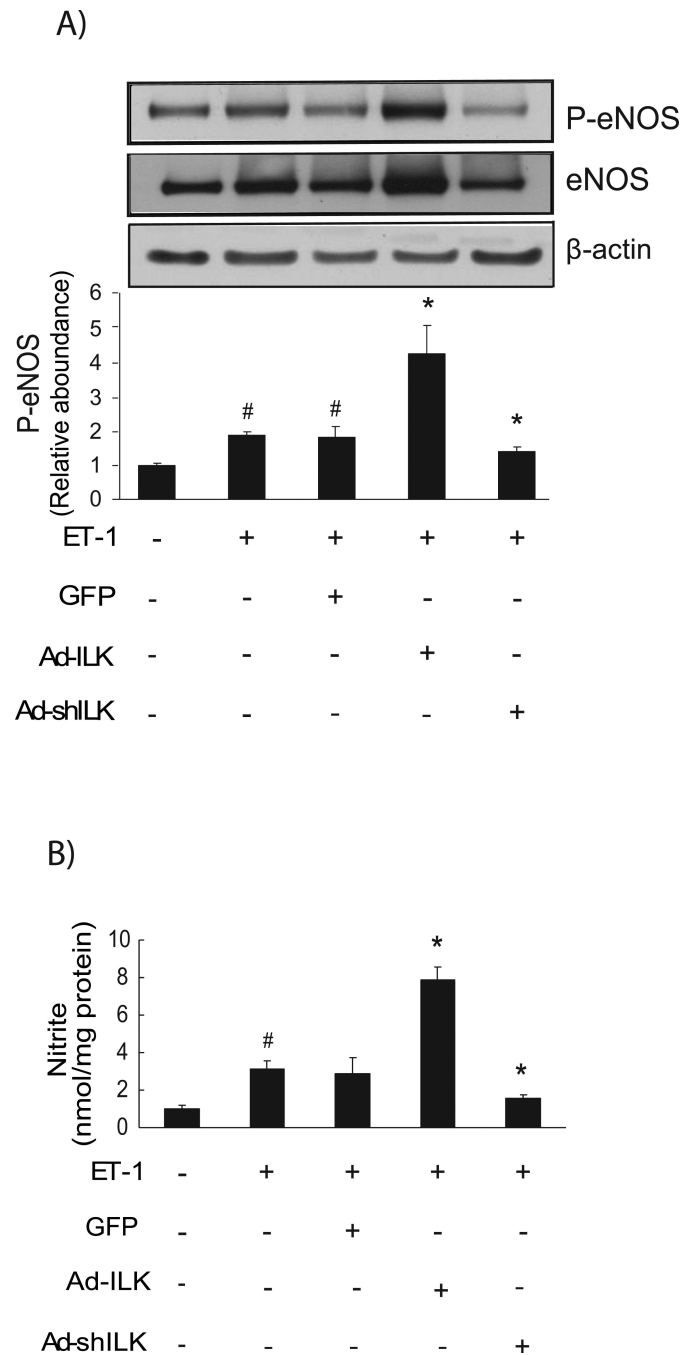 A)
P-eNOS
eNOS
β-actin
P-eNOS
(Relative aboundance)
6
5
4
3
2
1
0
# # * *
ET-1 - + + + +
GFP - - + - -
Ad-ILK - - - + -
Ad-shILK - - - - +
B)
Nitrite
(nmol/mg protein)
10
8
6
4
2
0
# * *
ET-1 - + + + +
GFP - - + - -
Ad-ILK - - - + -
Ad-shILK - - - - +